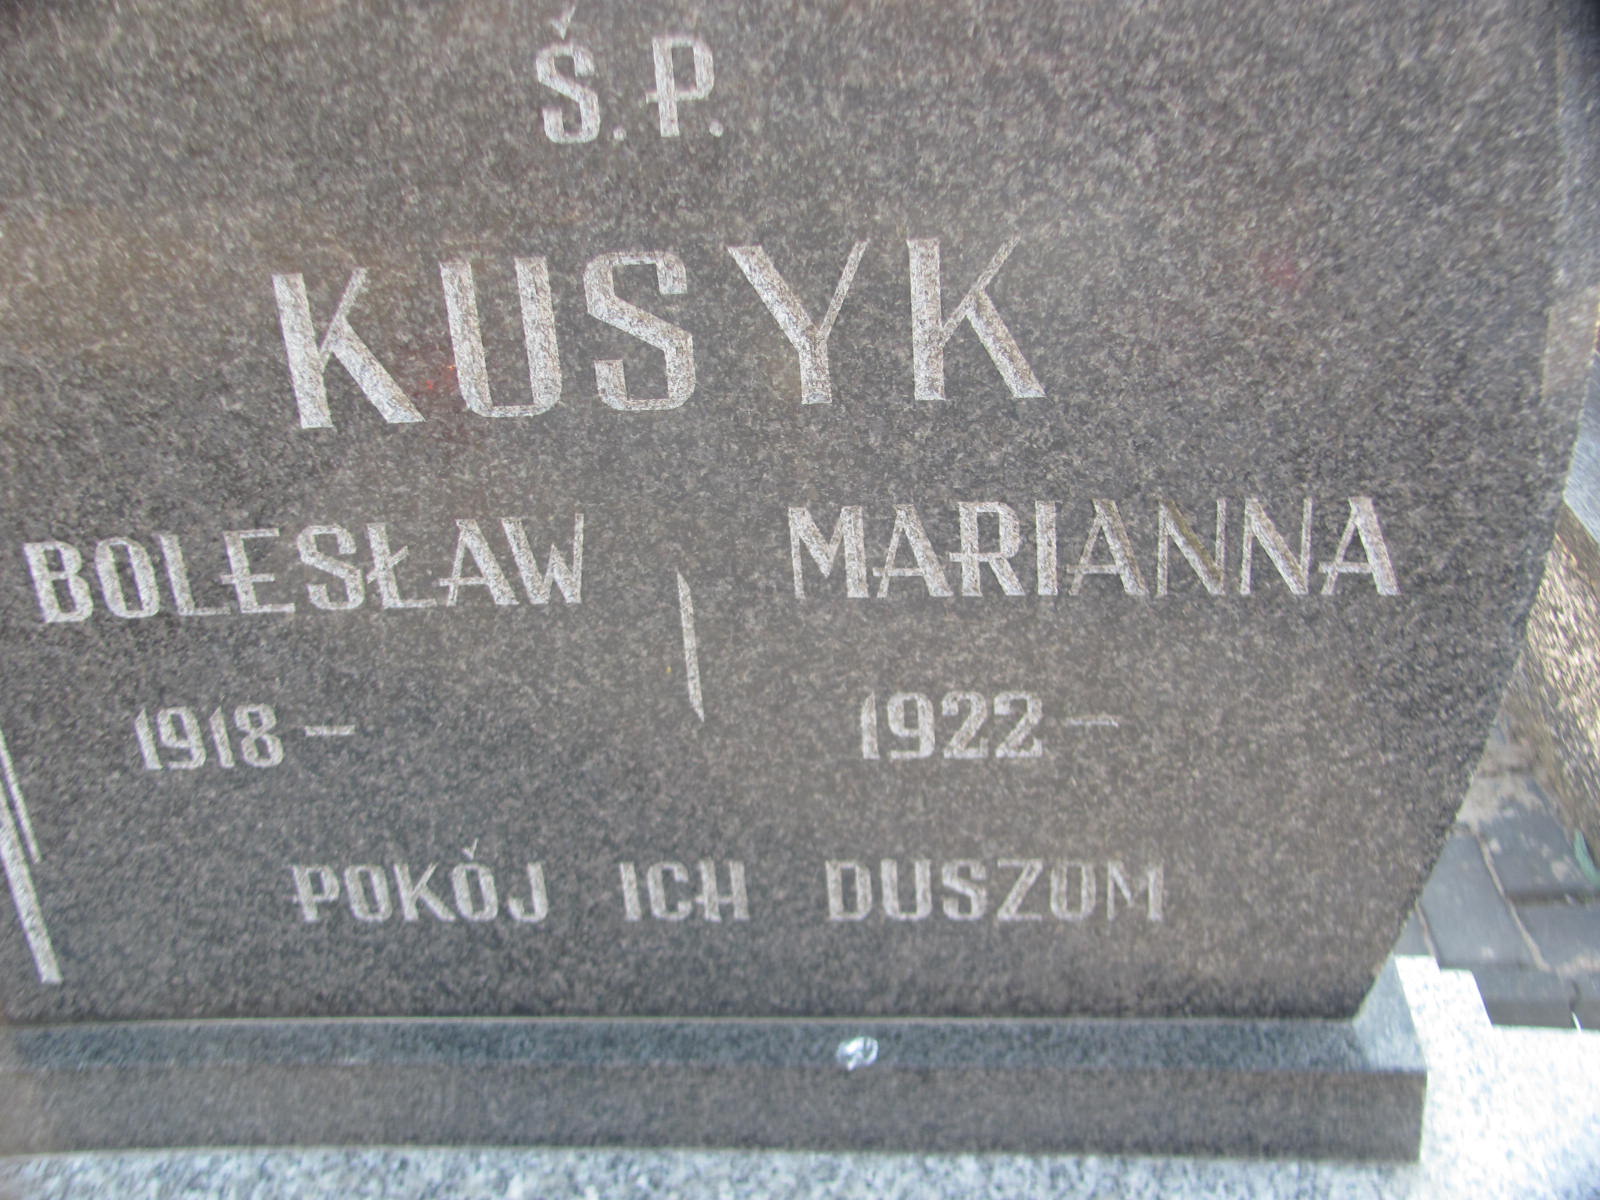 Ś.P.
KUSYK
BOLESŁAW MARIANNA
1918 – 1922 –
POKÓJ ICH DUSZOM